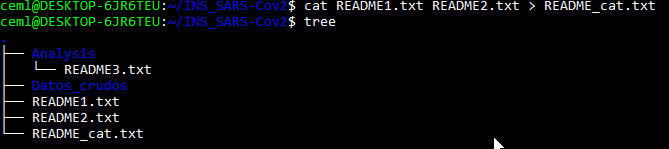 ceml@DESKTOP-6JR6TEU:~/INS_SARS-Cov2$ cat README1.txt README2.txt > README_cat.txt
ceml@DESKTOP-6JR6TEU:~/INS_SARS-Cov2$ tree
.
├── Analysis
│   └── README3.txt
├── Datos_crudos
├── README1.txt
├── README2.txt
└── README_cat.txt